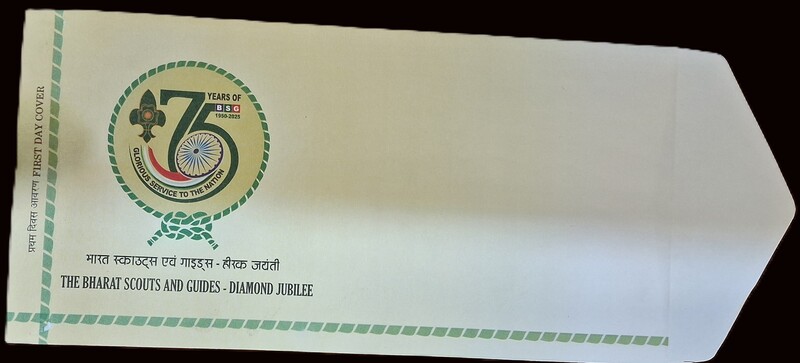 प्रथम दिवस आवरण FIRST DAY COVER
75
YEARS OF
BSG
1950-2025
GLORIOUS SERVICE TO THE NATION
भारत स्काउट्स एवं गाइड्स - हीरक जयंती
THE BHARAT SCOUTS AND GUIDES - DIAMOND JUBILEE